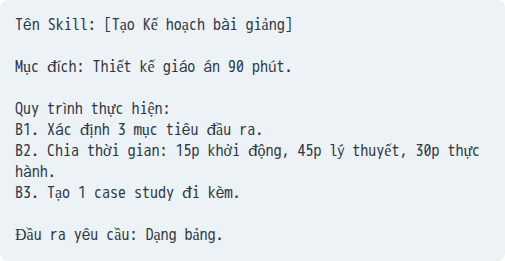 Tên Skill: [Tạo Kế hoạch bài giảng]
Mục đích: Thiết kế giáo án 90 phút.
Quy trình thực hiện:
B1. Xác định 3 mục tiêu đầu ra.
B2. Chia thời gian: 15p khởi động, 45p lý thuyết, 30p thực
hành.
B3. Tạo 1 case study đi kèm.
Đầu ra yêu cầu: Dạng bảng.